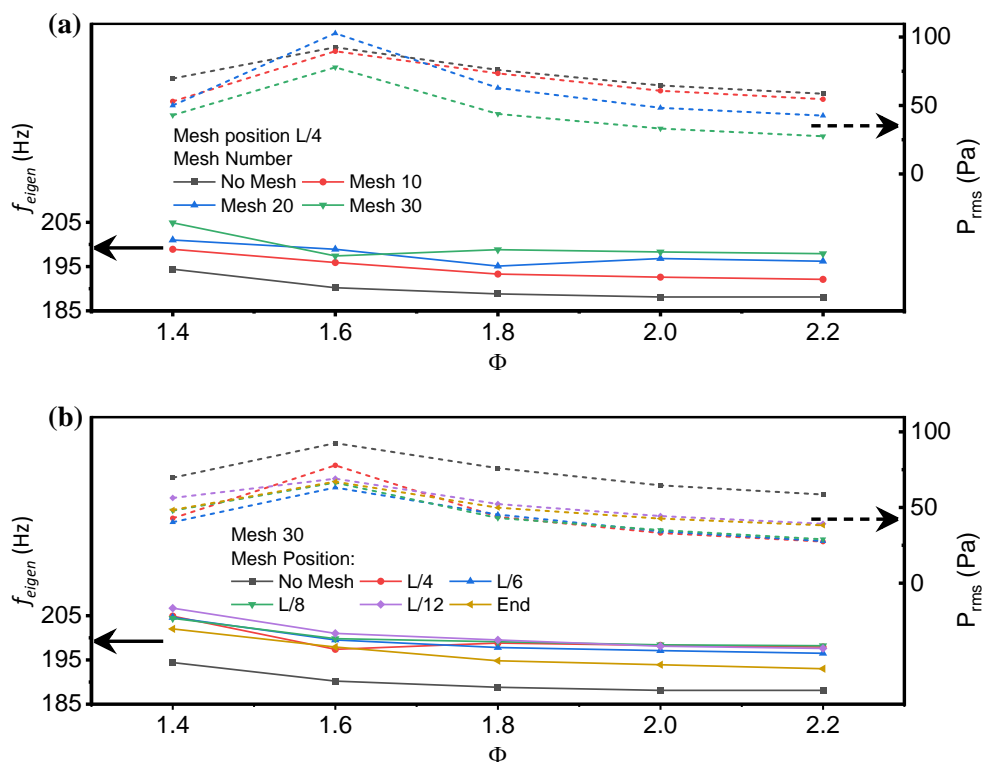 (a)
100
50
0
P_rms (Pa)
f_eigen (Hz)
205
195
185
Mesh position L/4
Mesh Number
No Mesh Mesh 10
Mesh 20 Mesh 30
1.4 1.6 1.8 2.0 2.2
Φ
(b)
100
50
0
P_rms (Pa)
f_eigen (Hz)
205
195
185
Mesh 30
Mesh Position:
No Mesh L/4 L/6
L/8 L/12 End
1.4 1.6 1.8 2.0 2.2
Φ